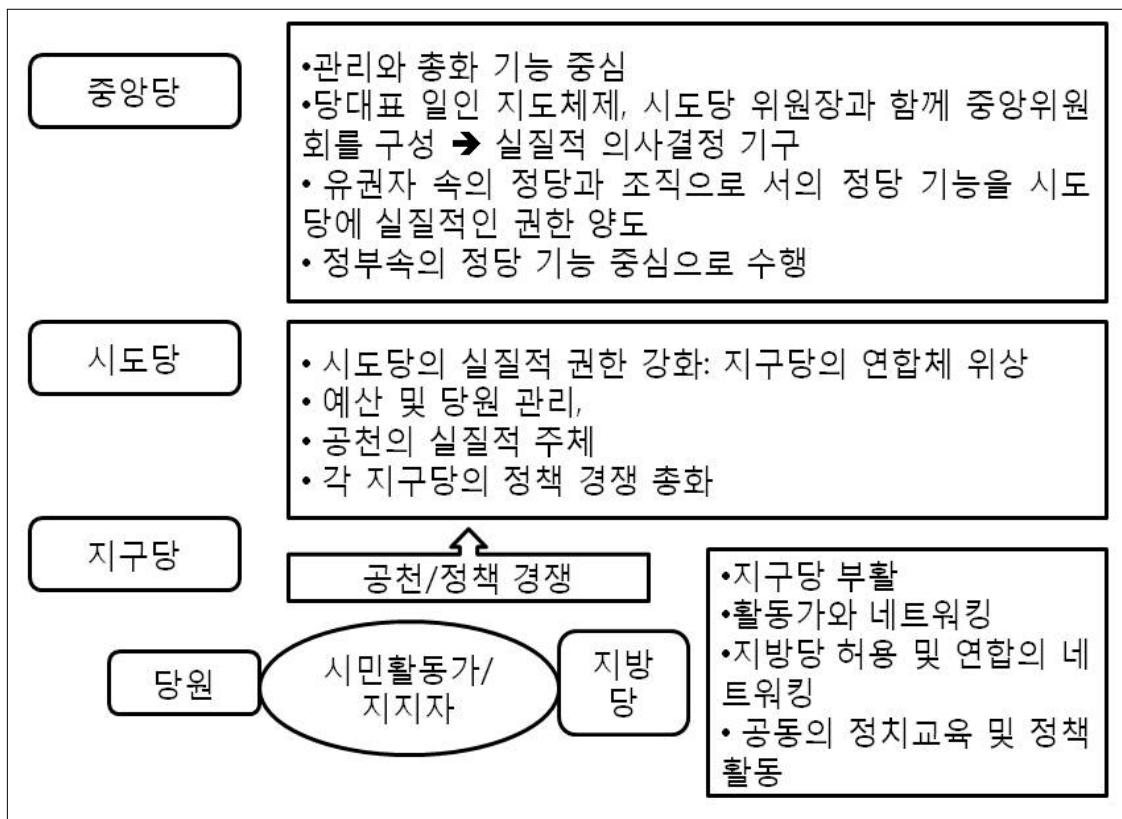 중앙당
•관리와 총화 기능 중심
•당대표 일인 지도체제, 시도당 위원장과 함께 중앙위원
회를 구성 ➔ 실질적 의사결정 기구
• 유권자 속의 정당과 조직으로 서의 정당 기능을 시도
당에 실질적인 권한 양도
• 정부속의 정당 기능 중심으로 수행
시도당
• 시도당의 실질적 권한 강화: 지구당의 연합체 위상
• 예산 및 당원 관리,
• 공천의 실질적 주체
• 각 지구당의 정책 경쟁 총화
지구당
공천/정책 경쟁
당원
시민활동가/
지지자
지방
당
•지구당 부활
•활동가와 네트워킹
•지방당 허용 및 연합의 네
트워킹
• 공동의 정치교육 및 정책
활동